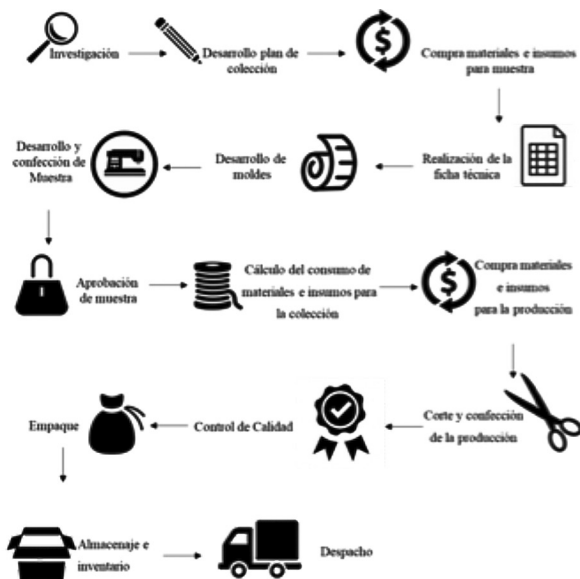 Investigación
Desarrollo plan de
colección
Compra materiales e insumos
para muestra
Realización de la
ficha técnica
Desarrollo de
moldes
Desarrollo y
confección de
Muestra
Aprobación
de muestra
Cálculo del consumo de
materiales e insumos para
la colección
Compra materiales
e insumos
para la producción
Corte y confección
de la producción
Control de Calidad
Empaque
Almacenaje e
inventario
Despacho